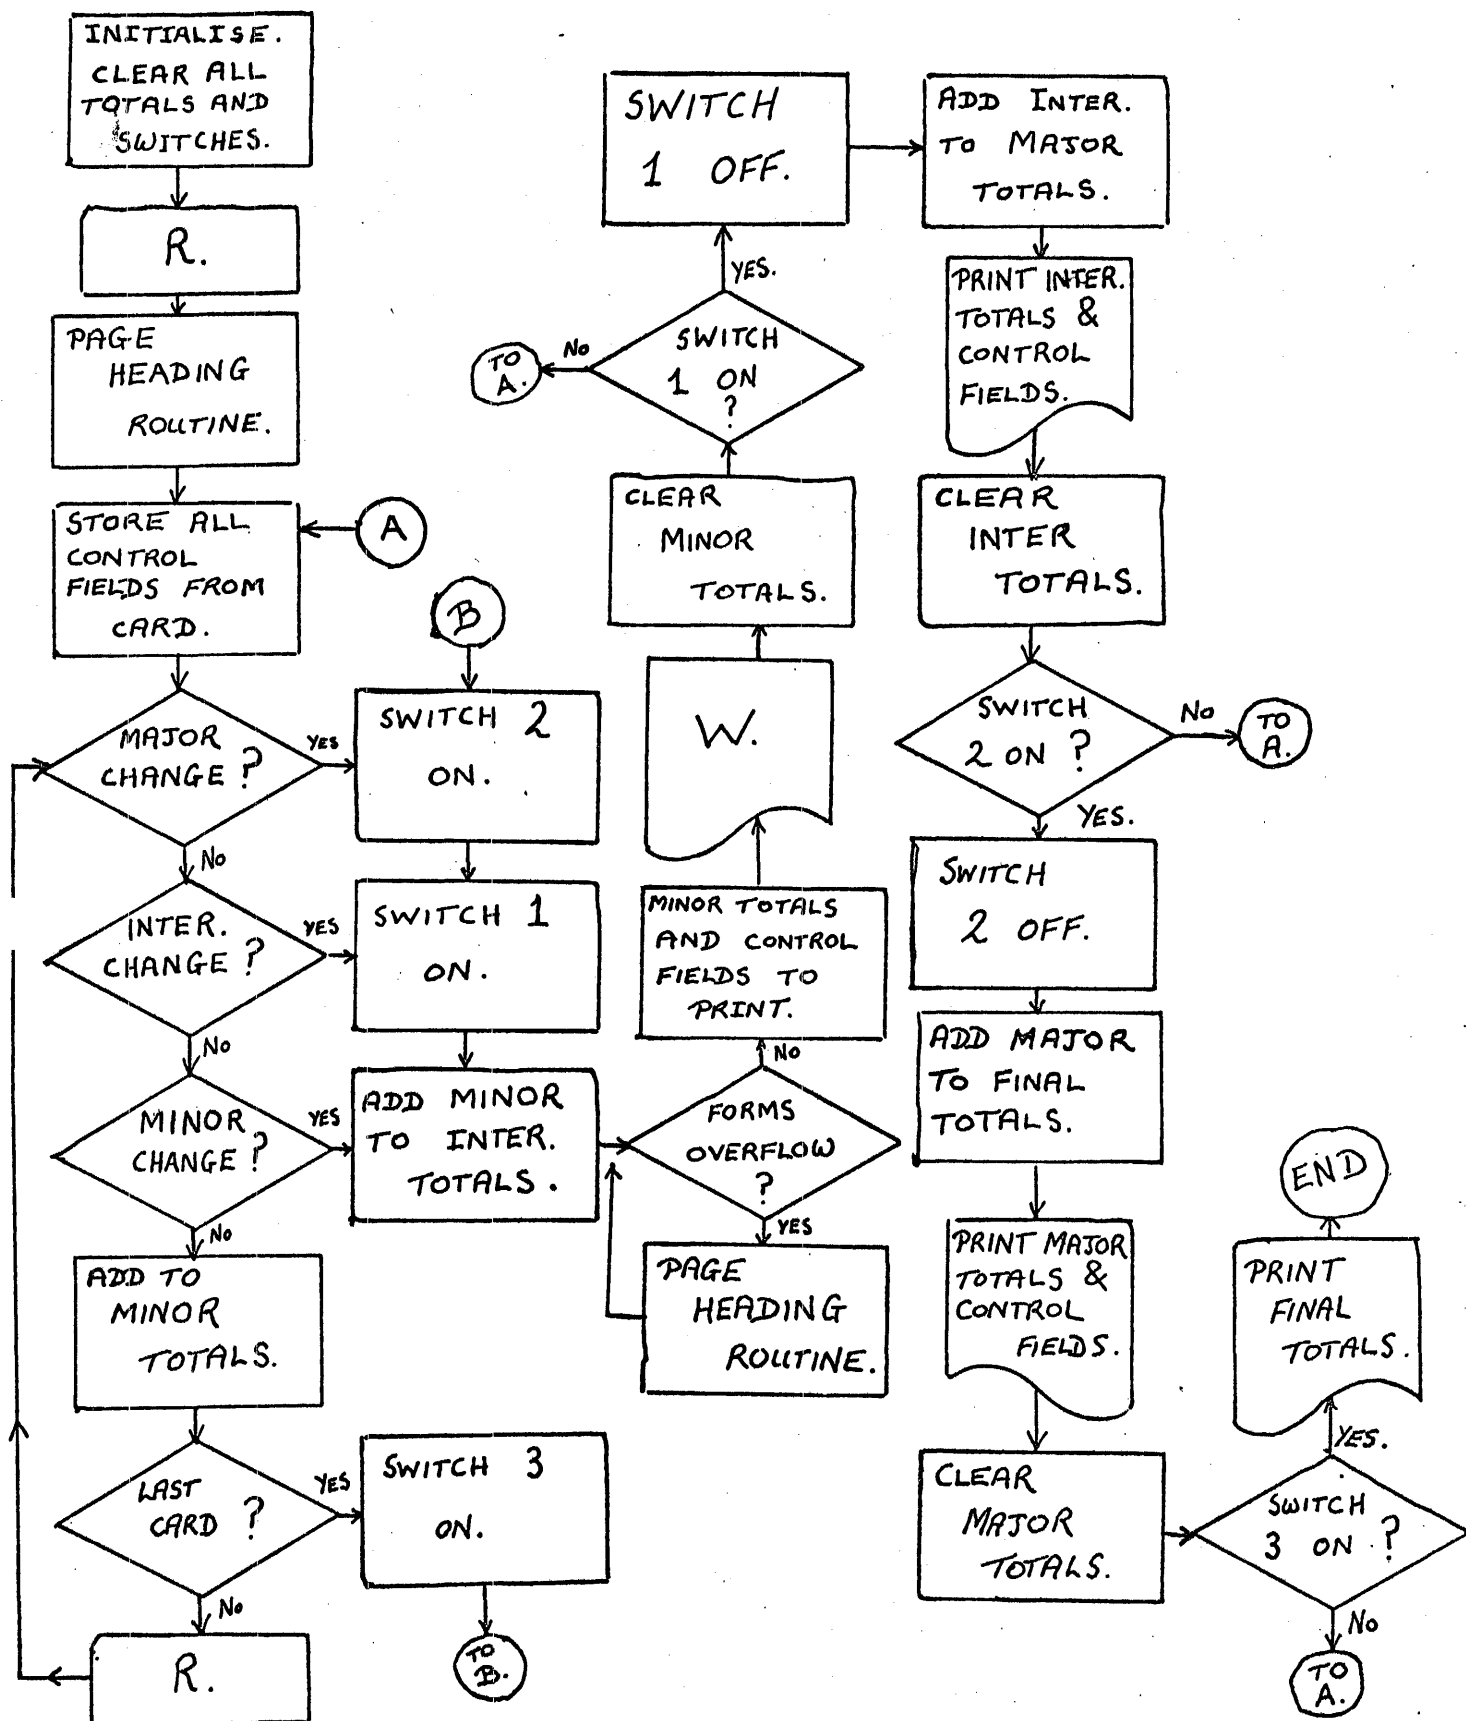 INITIALISE.
CLEAR ALL
TOTALS AND
SWITCHES.
R.
PAGE
HEADING
ROUTINE.
STORE ALL
CONTROL
FIELDS FROM
CARD.
A
MAJOR
CHANGE?
YES
NO
INTER.
CHANGE?
YES
NO
MINOR
CHANGE?
YES
NO
ADD TO
MINOR
TOTALS.
LAST
CARD ?
YES
NO
R.
B
SWITCH 2
ON.
SWITCH 1
ON.
ADD MINOR
TO INTER.
TOTALS.
SWITCH 3
ON.
TO
B.
FORMS
OVERFLOW
?
YES
NO
PAGE
HEADING
ROUTINE.
MINOR TOTALS
AND CONTROL
FIELDS TO
PRINT.
W.
CLEAR
MINOR
TOTALS.
SWITCH
1 ON
?
NO
TO
A.
YES.
SWITCH
1 OFF.
ADD INTER.
TO MAJOR
TOTALS.
PRINT INTER.
TOTALS &
CONTROL
FIELDS.
CLEAR
INTER
TOTALS.
SWITCH
2 ON ?
NO
TO
A.
YES.
SWITCH
2 OFF.
ADD MAJOR
TO FINAL
TOTALS.
PRINT MAJOR
TOTALS &
CONTROL
FIELDS.
CLEAR
MAJOR
TOTALS.
SWITCH
3 ON ?
YES.
PRINT
FINAL
TOTALS.
END
NO
TO
A.